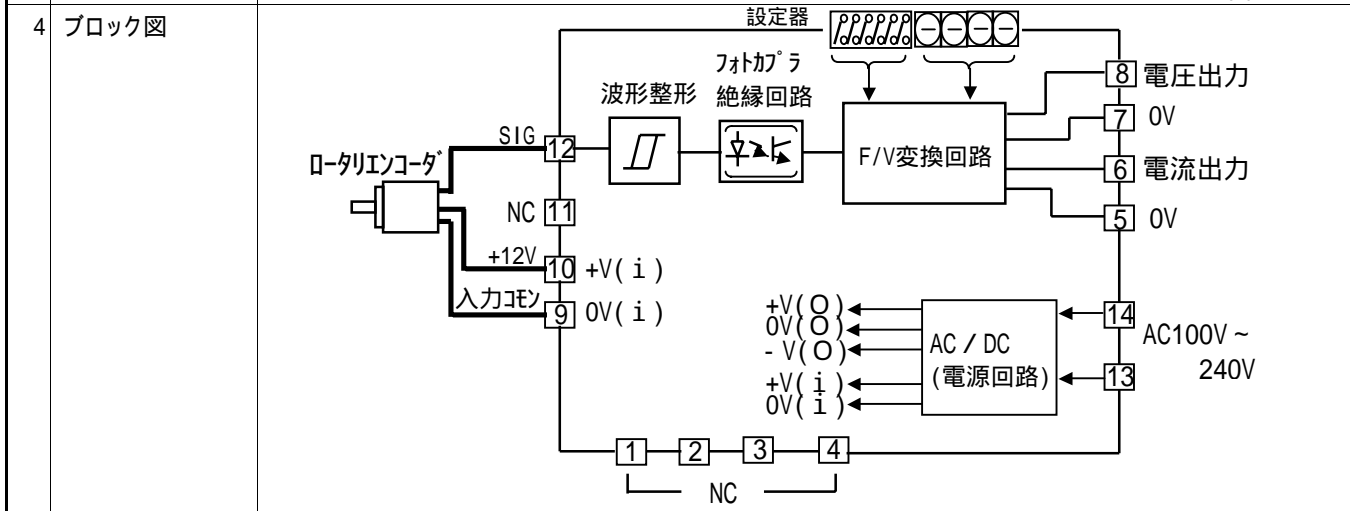 4 ブロック図
設定器
ﾌｫﾄｶﾌﾟﾗ
波形整形 絶縁回路
SIG 12
ﾛｰﾀﾘｴﾝｺｰﾀﾞ
F/V変換回路
8 電圧出力
7 0V
6 電流出力
5 0V
NC 11
+12V 10 +V(i)
入力ｺﾓﾝ 9 0V(i)
+V(O)
0V(O)
-V(O)
+V(i)
0V(i)
AC/DC
(電源回路)
14
13
AC100V~
240V
1 2 3 4
NC